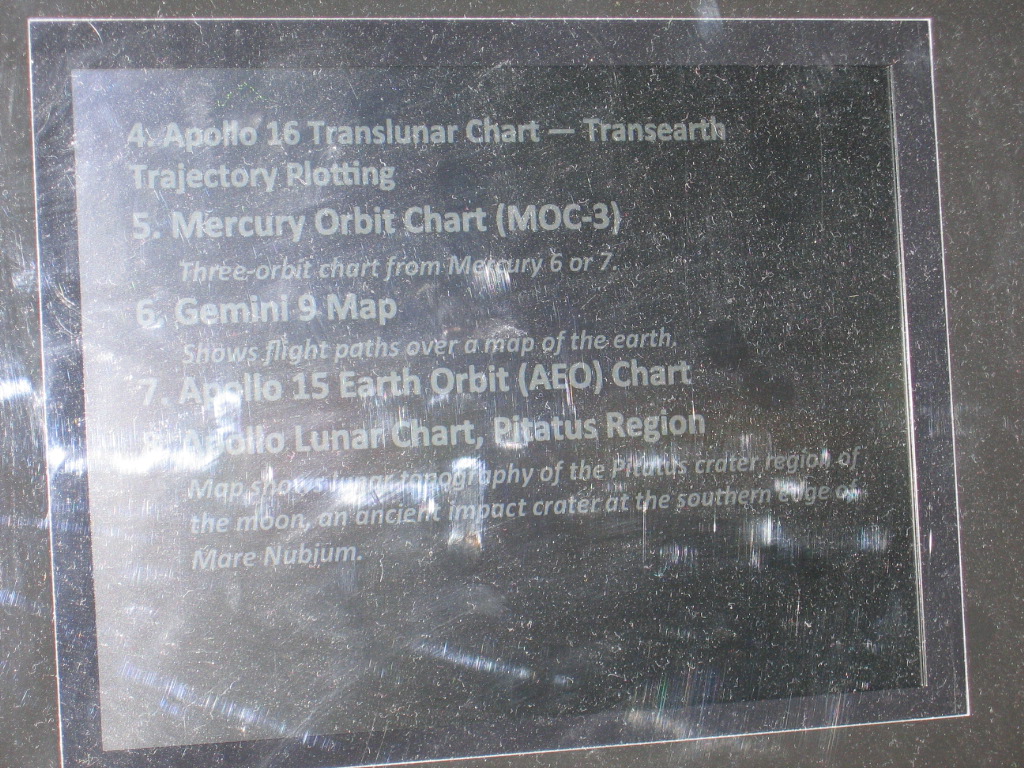 4. Apollo 16 Translunar Chart — Transearth
Trajectory Plotting
5. Mercury Orbit Chart (MOC-3)
Three-orbit chart from Mercury 6 or 7.
6. Gemini 9 Map
Shows flight paths over a map of the earth.
7. Apollo 15 Earth Orbit (AEO) Chart
8. Apollo Lunar Chart, Pitatus Region
Map shows lunar topography of the Pitatus crater region of
the moon, an ancient impact crater at the southern edge of
Mare Nubium.